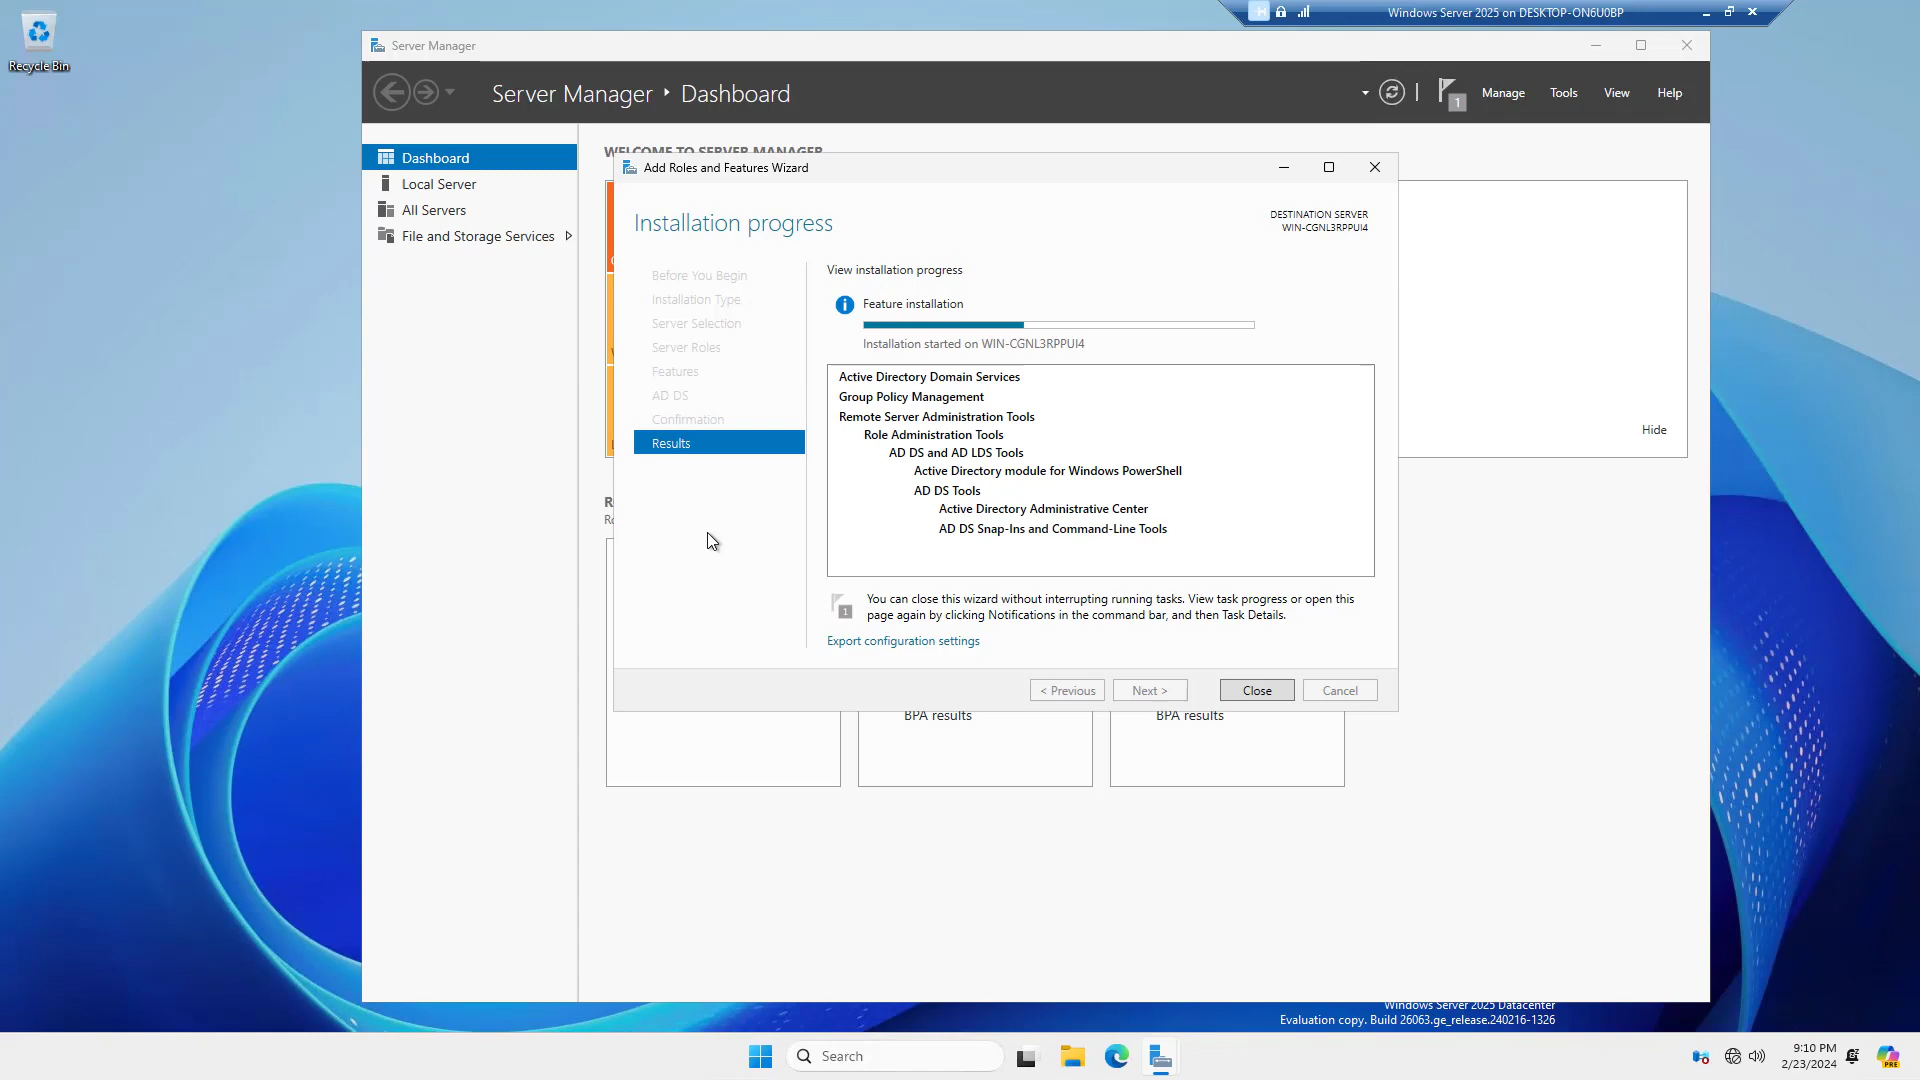 Windows Server 2025 on DESKTOP-ON6U0BP
Recycle Bin
Server Manager
Server Manager Dashboard
1
Manage
Tools
View
Help
Dashboard
Local Server
All Servers
File and Storage Services
WELCOME TO SERVER MANAGER
Add Roles and Features Wizard
Installation progress
DESTINATION SERVER
WIN-CGNL3RPPUI4
Before You Begin
Installation Type
Server Selection
Server Roles
Features
AD DS
Confirmation
Results
View installation progress
Feature installation
Installation started on WIN-CGNL3RPPUI4
Active Directory Domain Services
Group Policy Management
Remote Server Administration Tools
Role Administration Tools
AD DS and AD LDS Tools
Active Directory module for Windows PowerShell
AD DS Tools
Active Directory Administrative Center
AD DS Snap-Ins and Command-Line Tools
1
You can close this wizard without interrupting running tasks. View task progress or open this
page again by clicking Notifications in the command bar, and then Task Details.
Export configuration settings
< Previous
Next >
Close
Cancel
Hide
BPA results
BPA results
Windows Server 2025 Datacenter
Evaluation copy. Build 26063.ge_release.240216-1326
Search
9:10 PM
2/23/2024
PRE